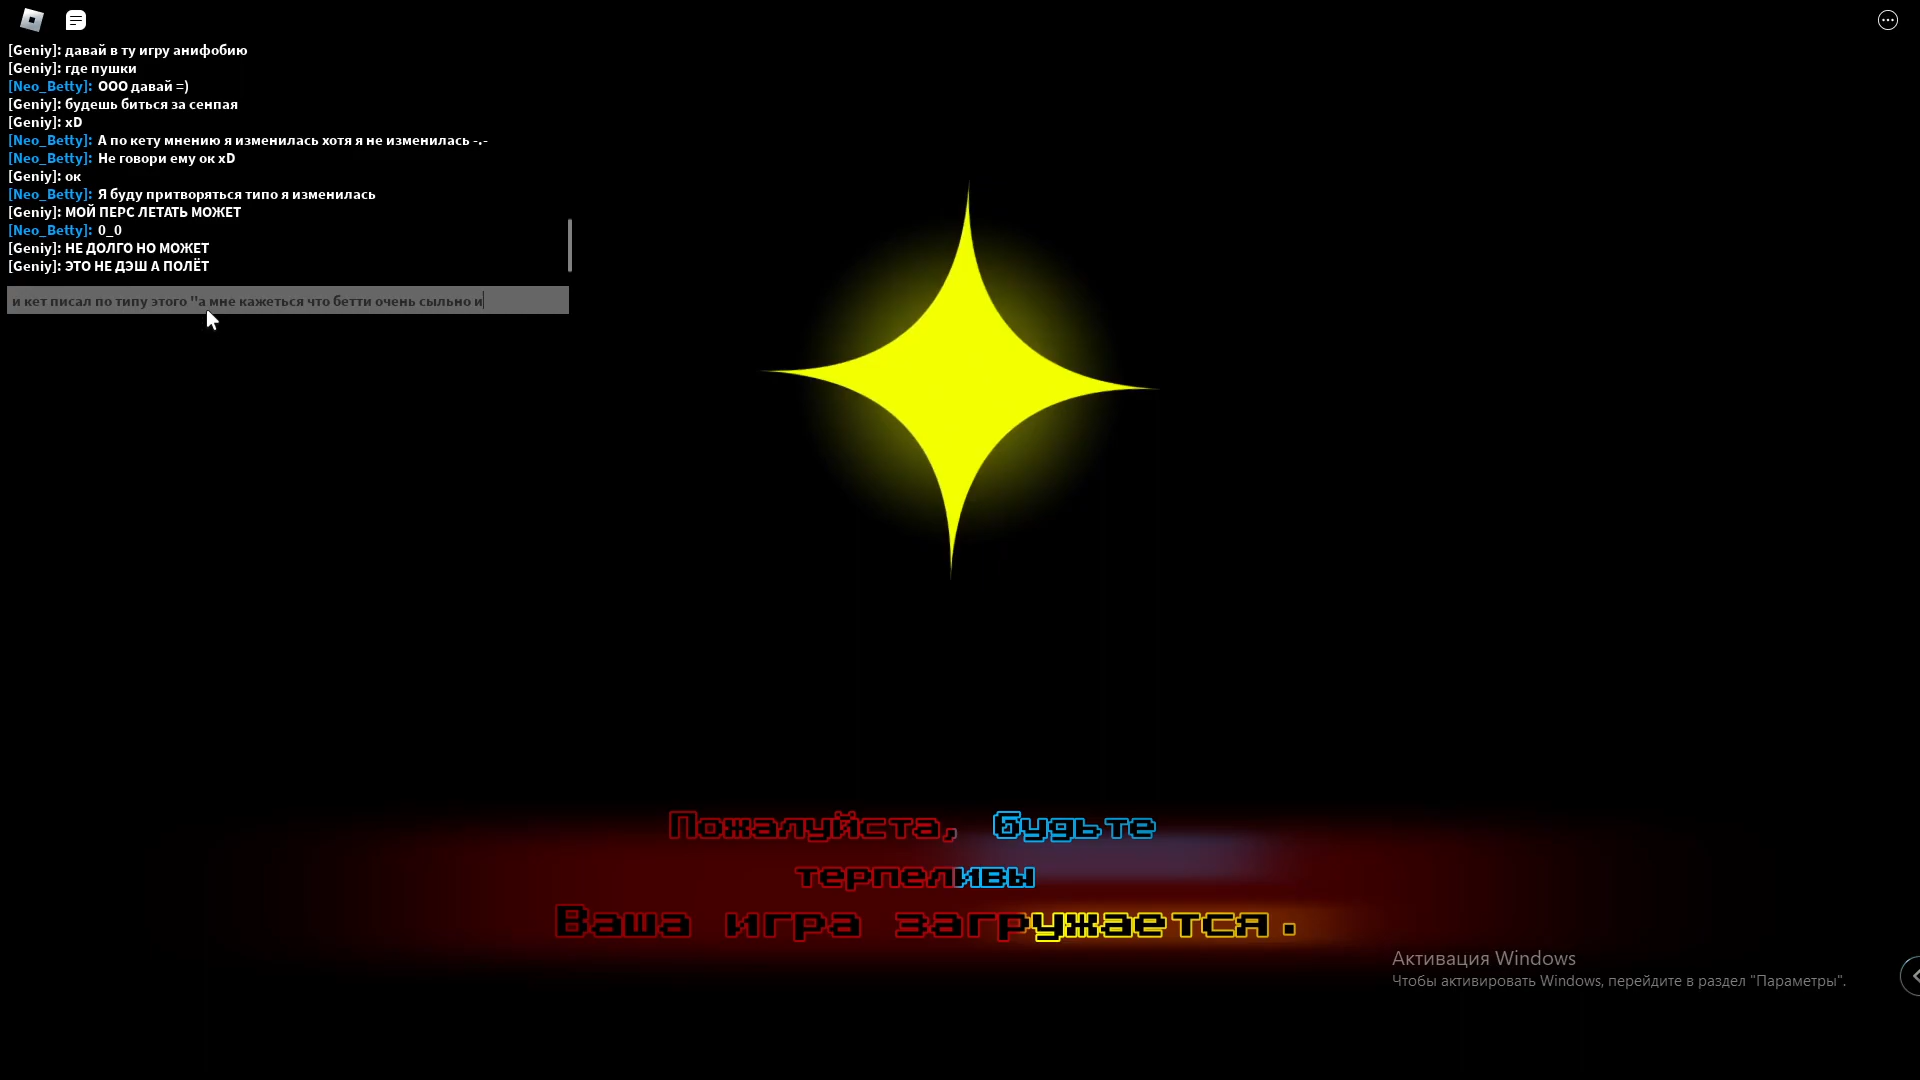 [Geniy]: давай в ту игру анифобию
[Geniy]: где пушки
[Neo_Betty]: ООО давай =)
[Geniy]: будешь биться за сенпая
[Geniy]: xD
[Neo_Betty]: А по кету мнению я изменилась хотя я не изменилась -.-
[Neo_Betty]: Не говори ему ок xD
[Geniy]: ок
[Neo_Betty]: Я буду притворяться типо я изменилась
[Geniy]: МОЙ ПЕРС ЛЕТАТЬ МОЖЕТ
[Neo_Betty]: 0_0
[Geniy]: НЕ ДОЛГО НО МОЖЕТ
[Geniy]: ЭТО НЕ ДЭШ А ПОЛЁТ
и кет писал по типу этого "а мне кажеться что бетти очень сыльно и
Пожалуйста, будьте
терпеливы
Ваша игра загружается.
Активация Windows
Чтобы активировать Windows, перейдите в раздел "Параметры".